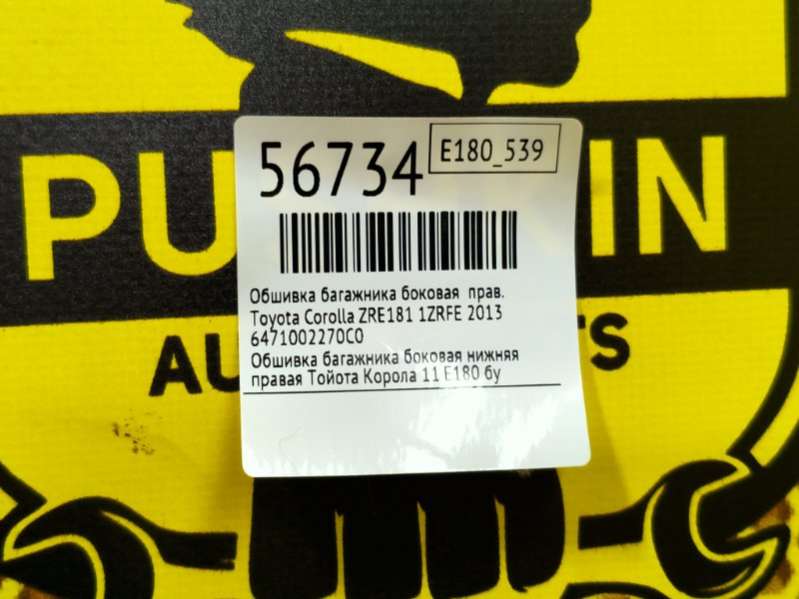 56734
E180_539
Обшивка багажника боковая прав.
Toyota Corolla ZRE181 1ZRFE 2013
6471002270C0
Обшивка багажника боковая нижняя
правая Тойота Корола 11 E180 бу